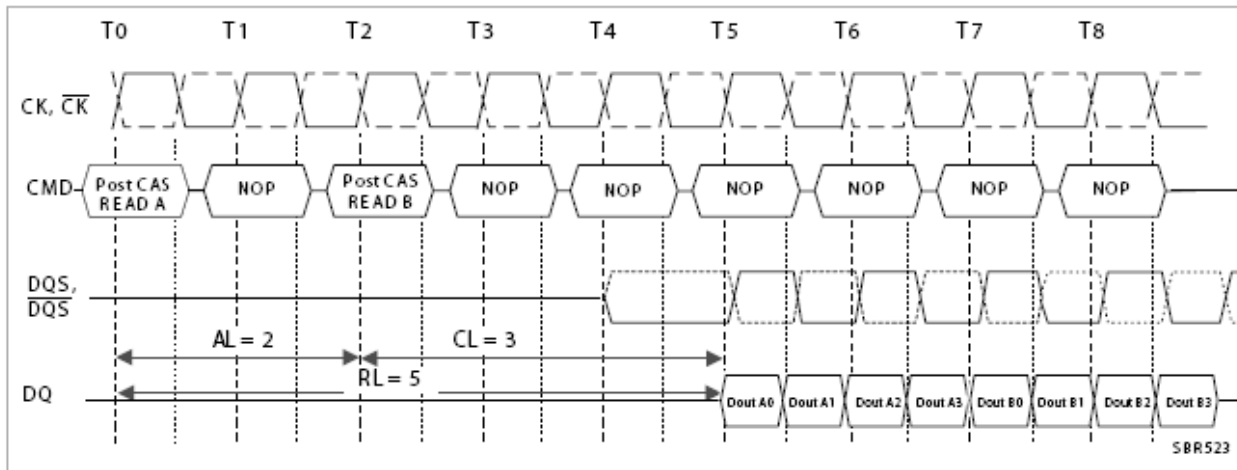 T0 T1 T2 T3 T4 T5 T6 T7 T8
CK, C̅K̅
CMD
Post CAS
READ A
NOP
Post CAS
READ B
NOP
NOP
NOP
NOP
NOP
NOP
DQS,
D̅Q̅S̅
AL = 2
CL = 3
RL = 5
DQ
Dout A0 Dout A1 Dout A2 Dout A3 Dout B0 Dout B1 Dout B2 Dout B3
SBR523